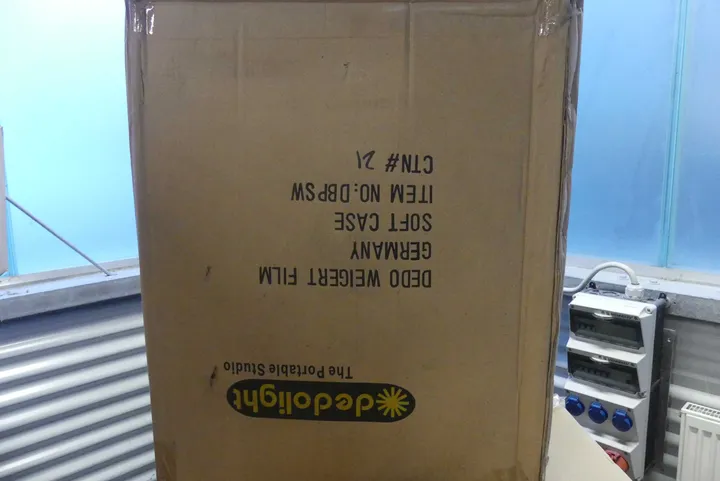 dedolight
The Portable Studio
DEDO WEIGERT FILM
GERMANY
SOFT CASE
ITEM NO.:DBPSW
CTN# 21